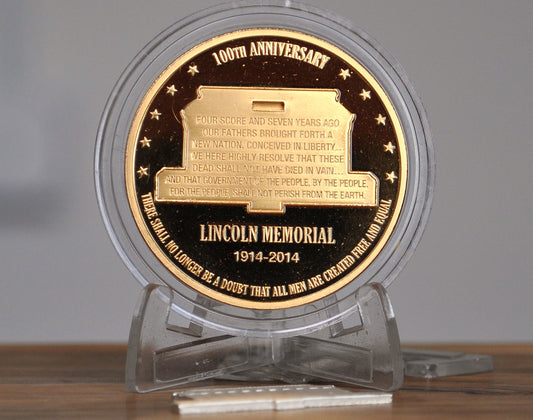 100TH ANNIVERSARY
FOUR SCORE AND SEVEN YEARS AGO
OUR FATHERS BROUGHT FORTH A
NEW NATION, CONCEIVED IN LIBERTY...
WE HERE HIGHLY RESOLVE THAT THESE
DEAD SHALL NOT HAVE DIED IN VAIN...
AND THAT GOVERNMENT OF THE PEOPLE, BY THE PEOPLE,
FOR THE PEOPLE, SHALL NOT PERISH FROM THE EARTH.
LINCOLN MEMORIAL
1914-2014
THERE SHALL NO LONGER BE A DOUBT THAT ALL MEN ARE CREATED FREE AND EQUAL